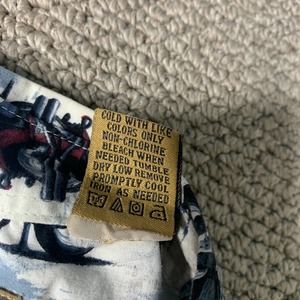 COLD WITH LIKE
COLORS ONLY
NON-CHLORINE
BLEACH WHEN
NEEDED TUMBLE
DRY LOW REMOVE
PROMPTLY COOL
IRON AS NEEDED